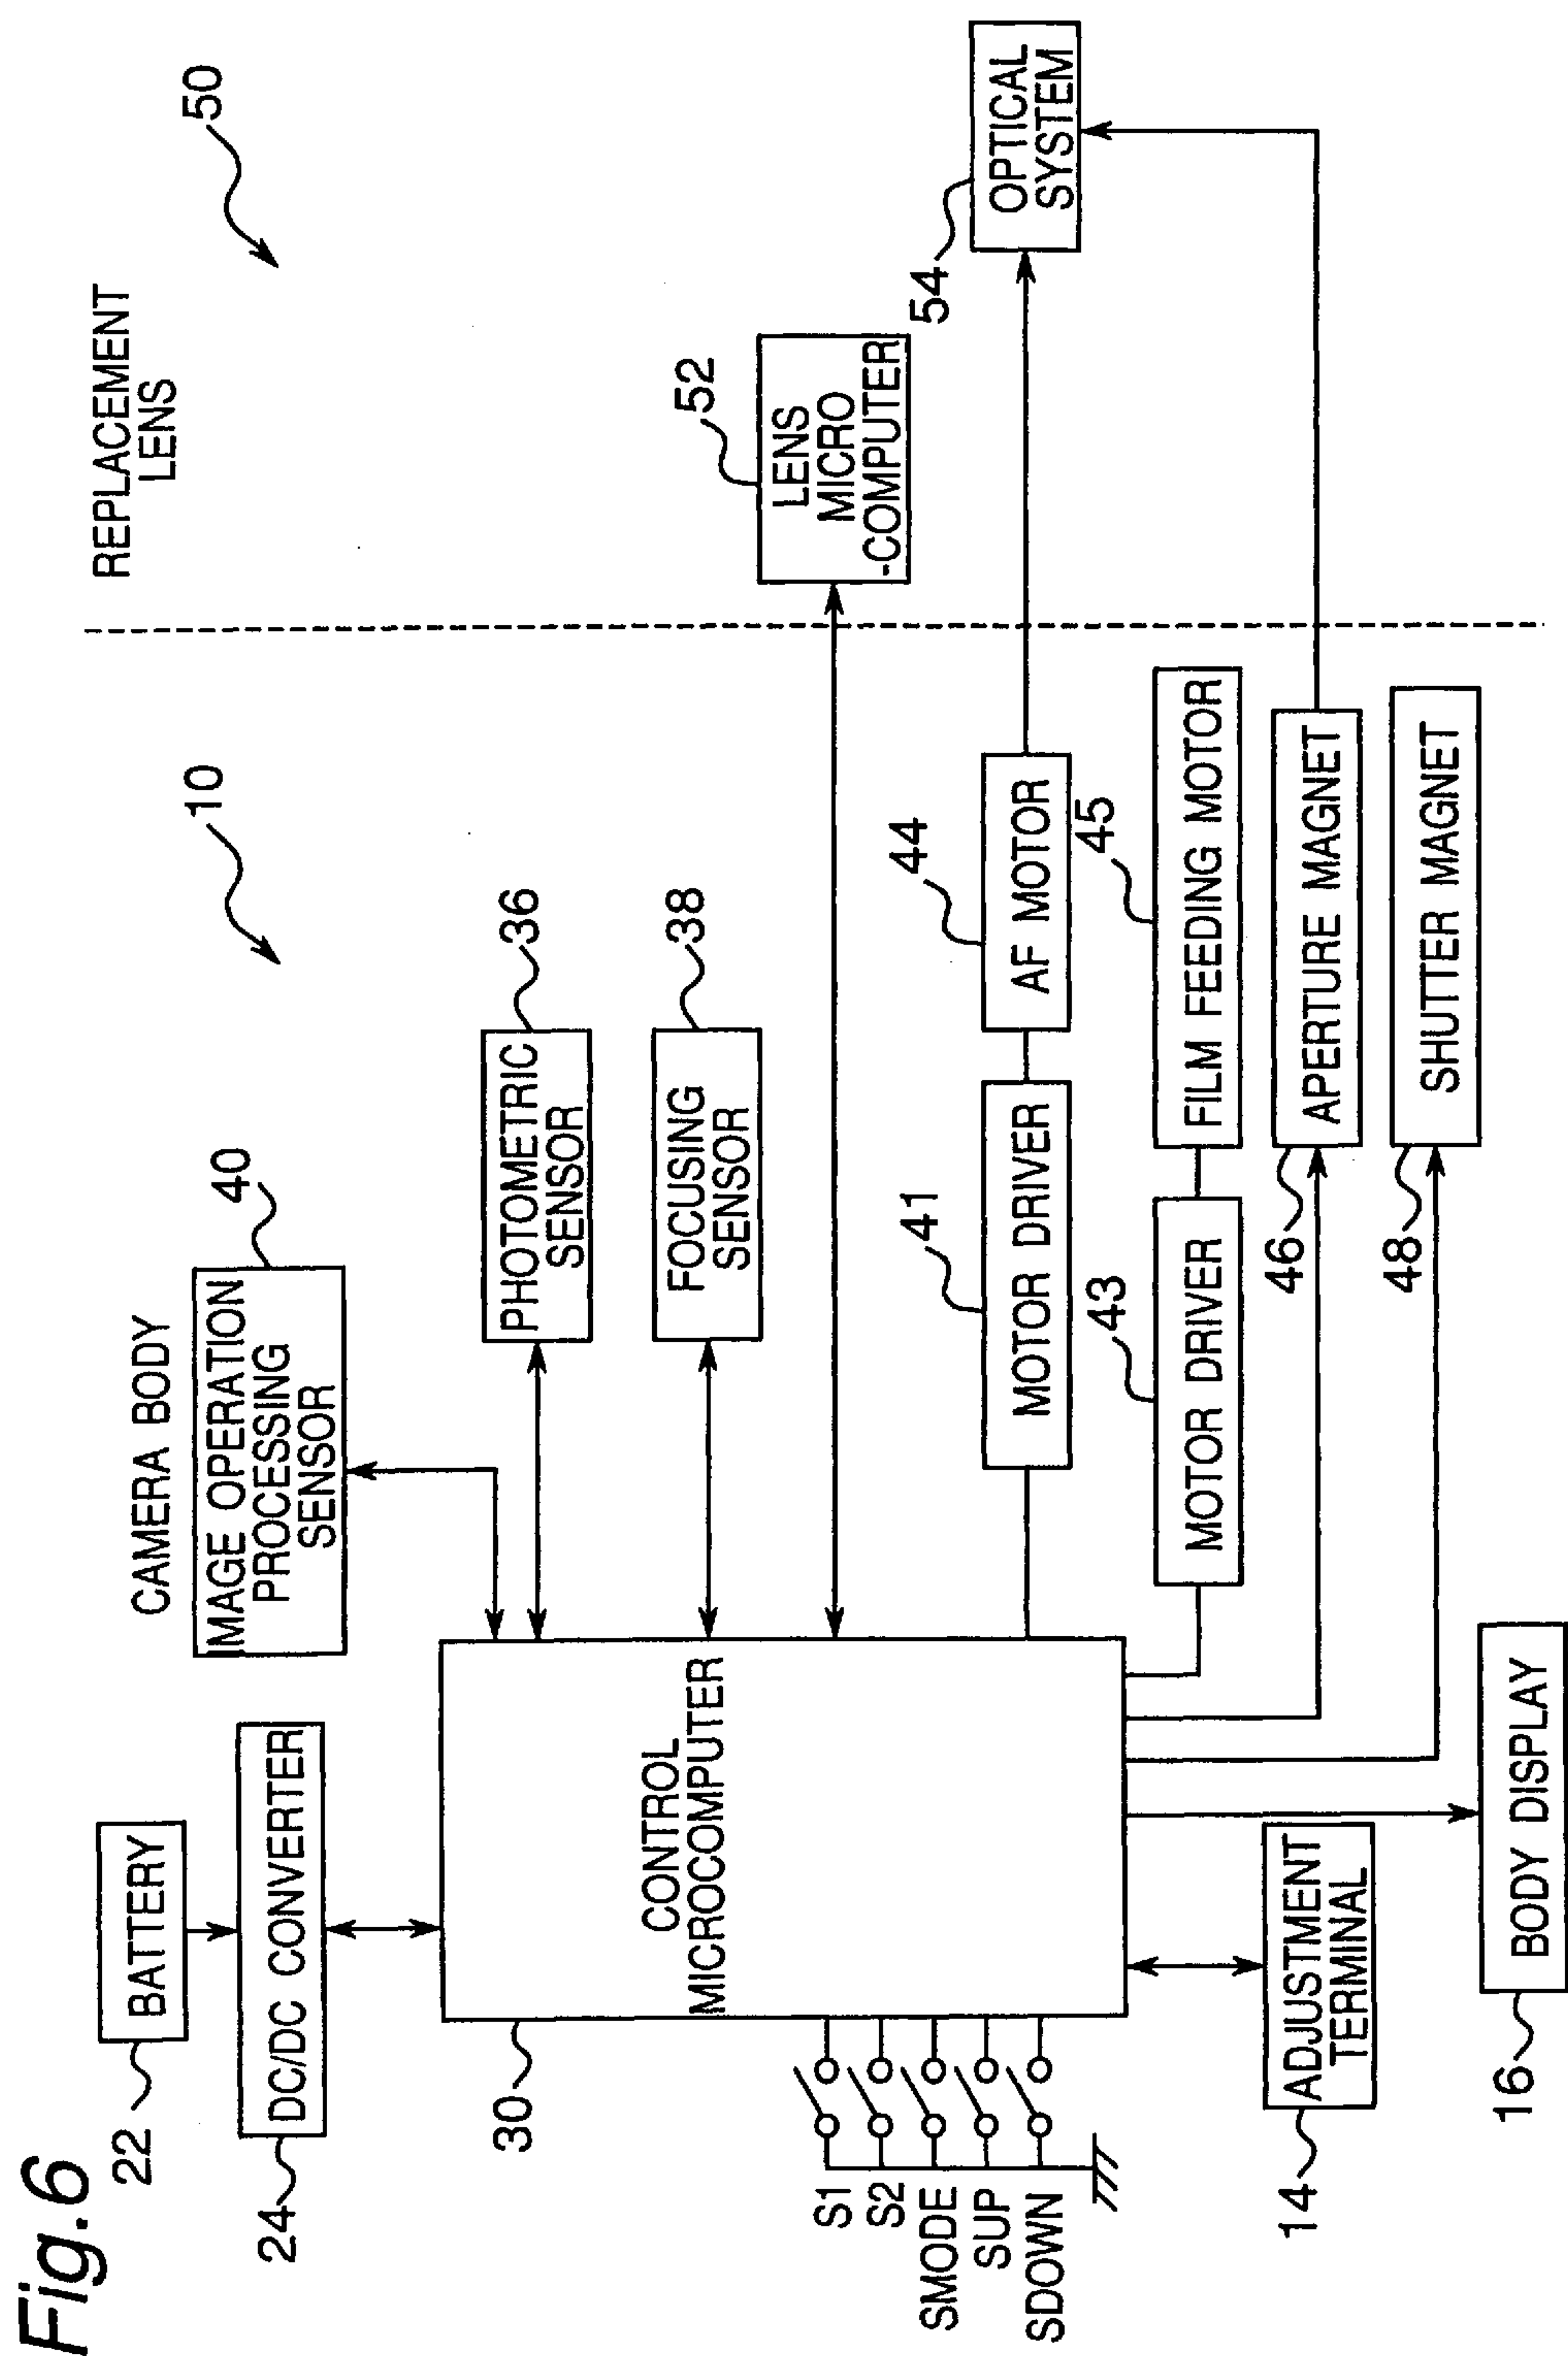 Fig.6
CAMERA BODY
10
REPLACEMENT
LENS
50
22
BATTERY
24
DC/DC CONVERTER
IMAGE OPERATION
PROCESSING
SENSOR
40
PHOTOMETRIC
SENSOR
36
FOCUSING
SENSOR
38
30
CONTROL
MICROCOMPUTER
52
LENS
MICRO
-COMPUTER
S1
S2
SMODE
SUP
SDOWN
41
MOTOR DRIVER
44
AF MOTOR
54
OPTICAL
SYSTEM
43
MOTOR DRIVER
45
FILM FEEDING MOTOR
46
APERTURE MAGNET
48
SHUTTER MAGNET
14
ADJUSTMENT
TERMINAL
16
BODY DISPLAY